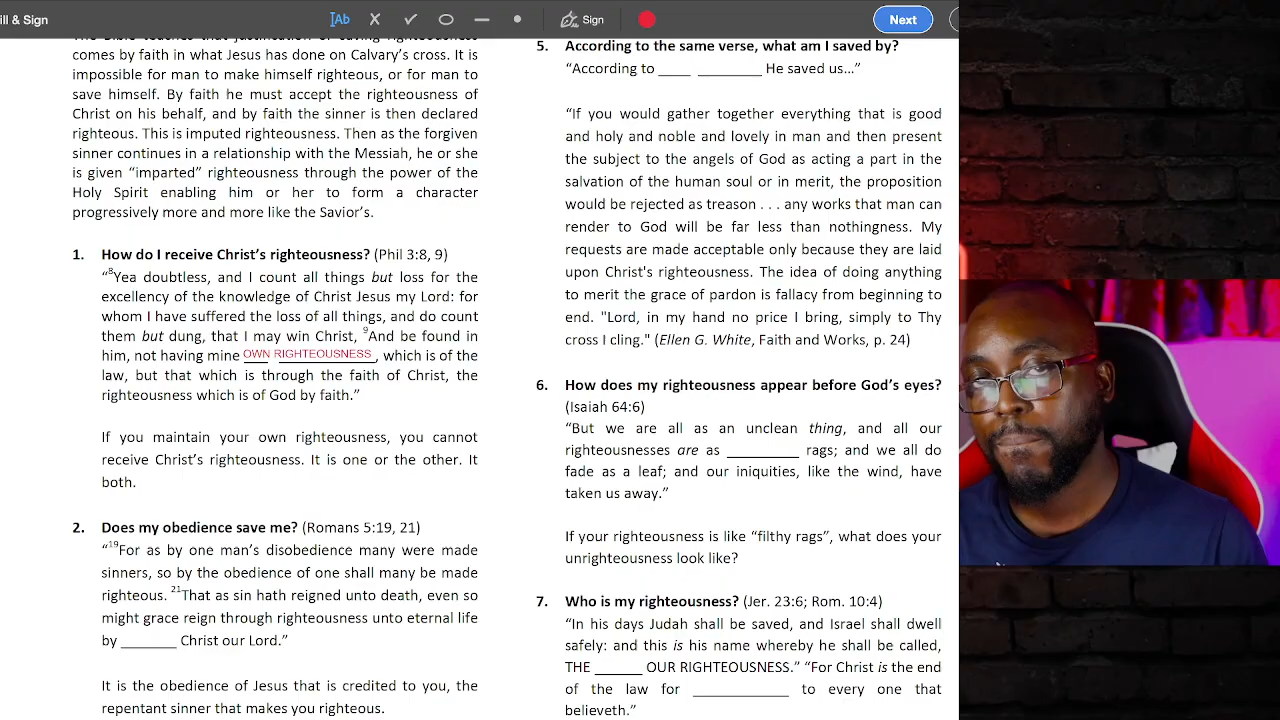 ill & Sign
Ab
Sign
Next
comes by faith in what Jesus has done on Calvary's cross. It is
impossible for man to make himself righteous, or for man to
save himself. By faith he must accept the righteousness of
Christ on his behalf, and by faith the sinner is then declared
righteous. This is imputed righteousness. Then as the forgiven
sinner continues in a relationship with the Messiah, he or she
is given “imparted” righteousness through the power of the
Holy Spirit enabling him or her to form a character
progressively more and more like the Savior’s.
1. How do I receive Christ’s righteousness? (Phil 3:8, 9)
“8Yea doubtless, and I count all things but loss for the
excellency of the knowledge of Christ Jesus my Lord: for
whom I have suffered the loss of all things, and do count
them but dung, that I may win Christ, 9And be found in
him, not having mine OWN RIGHTEOUSNESS, which is of the
law, but that which is through the faith of Christ, the
righteousness which is of God by faith.”
If you maintain your own righteousness, you cannot
receive Christ’s righteousness. It is one or the other. It
both.
2. Does my obedience save me? (Romans 5:19, 21)
“19For as by one man’s disobedience many were made
sinners, so by the obedience of one shall many be made
righteous. 21That as sin hath reigned unto death, even so
might grace reign through righteousness unto eternal life
by _______ Christ our Lord.”
It is the obedience of Jesus that is credited to you, the
repentant sinner that makes you righteous.
5. According to the same verse, what am I saved by?
“According to ____ ________ He saved us…”
“If you would gather together everything that is good
and holy and noble and lovely in man and then present
the subject to the angels of God as acting a part in the
salvation of the human soul or in merit, the proposition
would be rejected as treason . . . any works that man can
render to God will be far less than nothingness. My
requests are made acceptable only because they are laid
upon Christ's righteousness. The idea of doing anything
to merit the grace of pardon is fallacy from beginning to
end. "Lord, in my hand no price I bring, simply to Thy
cross I cling." (Ellen G. White, Faith and Works, p. 24)
6. How does my righteousness appear before God’s eyes?
(Isaiah 64:6)
“But we are all as an unclean thing, and all our
righteousnesses are as _________ rags; and we all do
fade as a leaf; and our iniquities, like the wind, have
taken us away.”
If your righteousness is like “filthy rags”, what does your
unrighteousness look like?
7. Who is my righteousness? (Jer. 23:6; Rom. 10:4)
“In his days Judah shall be saved, and Israel shall dwell
safely: and this is his name whereby he shall be called,
THE ______ OUR RIGHTEOUSNESS.” “For Christ is the end
of the law for ____________ to every one that
believeth.”